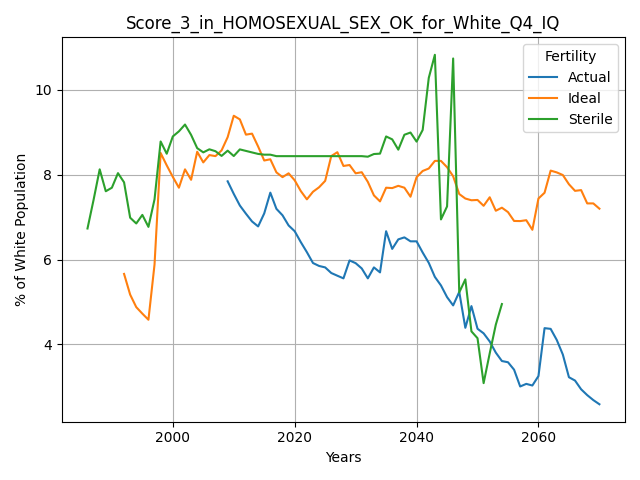 Score_3_in_HOMOSEXUAL_SEX_OK_for_White_Q4_IQ
% of White Population
10
8
6
4
Fertility
Actual
Ideal
Sterile
2000 2020 2040 2060
Years